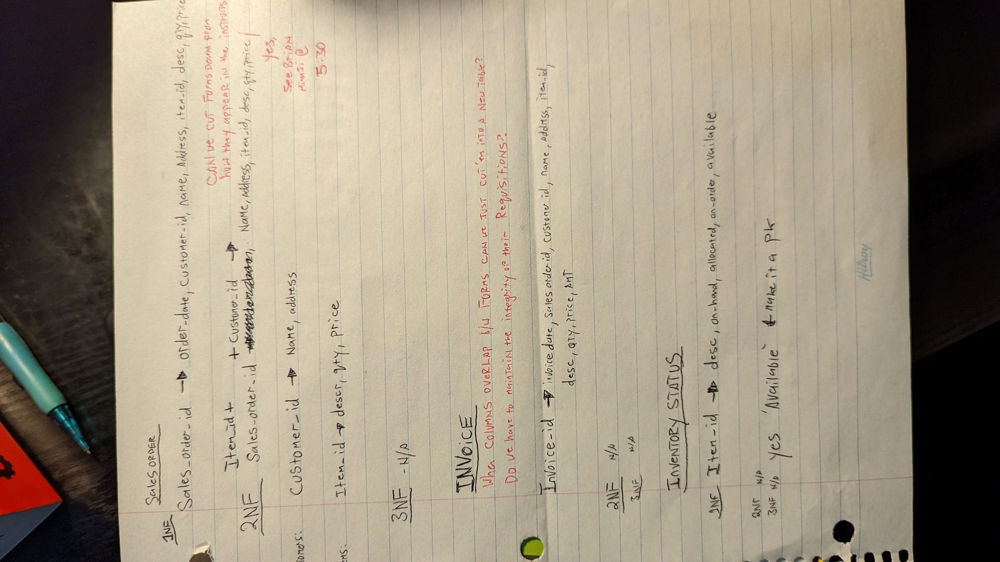 Sales ORDER
1NF
Sales_order_id → order-date, customer-id, name, Address, item-id, desc, qty, price
CAN we CUT FORMS DOWN FROM
how they appear in the instructs
Item_id + + Customer_id →
2NF Sales-order-id Name, Address, item-id, desc, qty, price
yes,
See BRIAN
Minaji @
5:30
tomers: Customer_id → Name, address
ems: Item_id → descr, qty, price
3NF - N/A
INVOICE
When COLUMNS OVERLAP b/w FORMS CAN we JUST CUT 'em INTO A New Table?
Do we have to maintain the integrity of their Requisitions?
Invoice-id → invoice date, sales order id, customer id, name, address, item-id,
desc, QTY, price, AMT
2NF N/A
3NF N/A
INVENTORY STATUS
1NF Item-id → desc, on-hand, allocated, on-order, available
2NF N/A
3NF N/A yes 'Available' ← make it a pk
Hilroy